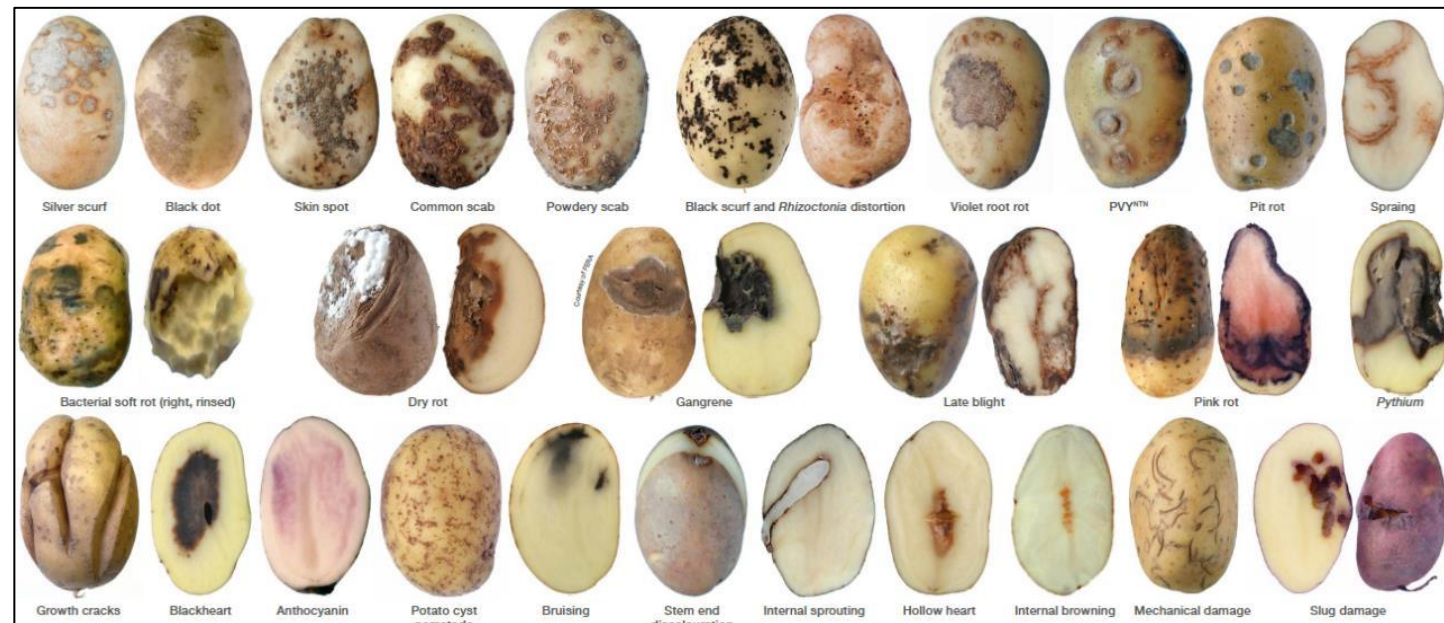 Silver scurf
Black dot
Skin spot
Common scab
Powdery scab
Black scurf and Rhizoctonia distortion
Violet root rot
PVYNTN
Pit rot
Spraing
Courtesy of FERA
Bacterial soft rot (right, rinsed)
Dry rot
Gangrene
Late blight
Pink rot
Pythium
Growth cracks
Blackheart
Anthocyanin
Potato cyst
Bruising
Stem end
Internal sprouting
Hollow heart
Internal browning
Mechanical damage
Slug damage